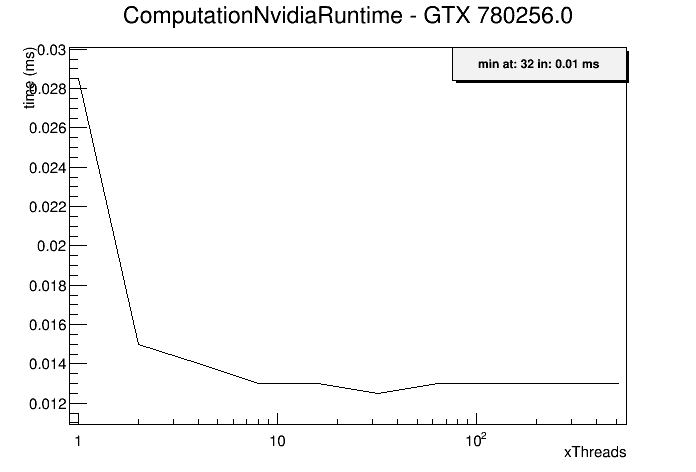 ComputationNvidiaRuntime - GTX 780256.0
min at: 32 in: 0.01 ms
time (ms)
0.03
0.028
0.026
0.024
0.022
0.02
0.018
0.016
0.014
0.012
1 10 10²
xThreads